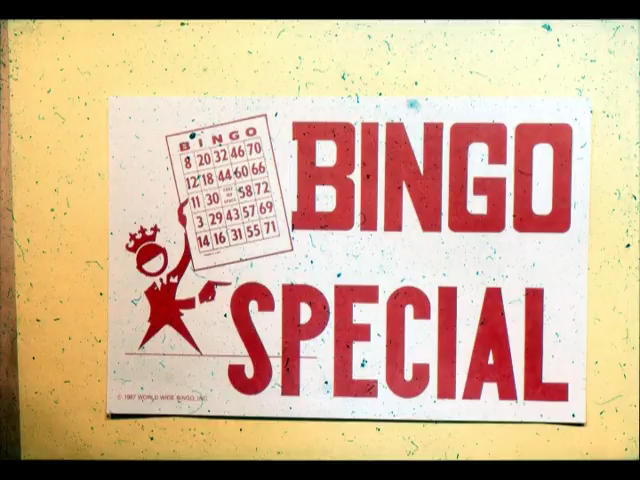 BINGO
8 20 32 46 70
12 18 44 60 66
11 30 58 72
3 29 43 57 69
14 16 31 55 71
BINGO
SPECIAL
© 1987 WORLD WIDE BINGO, INC.